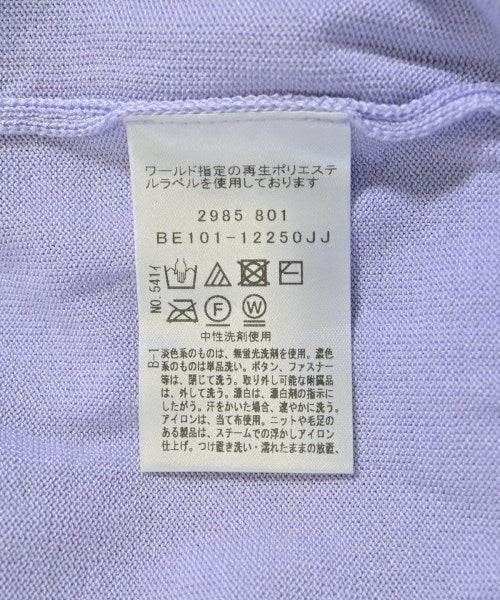 ワールド指定の再生ポリエステ
ルラベルを使用しております
2985 801
BE101-12250JJ
NO.541イ
F W
中性洗剤使用
B-1
淡色系のものは、無蛍光洗剤を使用。濃色
系のものは単品洗い。ボタン、ファスナー
等は、閉じて洗う。取り外し可能な附属品
は、外して洗う。漂白は、漂白剤の指示に
したがう。汗をかいた場合、速やかに洗う。
アイロンは、当て布使用。ニットや毛足の
ある製品は、スチームでの浮かしアイロン
仕上げ。つけ置き洗い・濡れたままの放置、